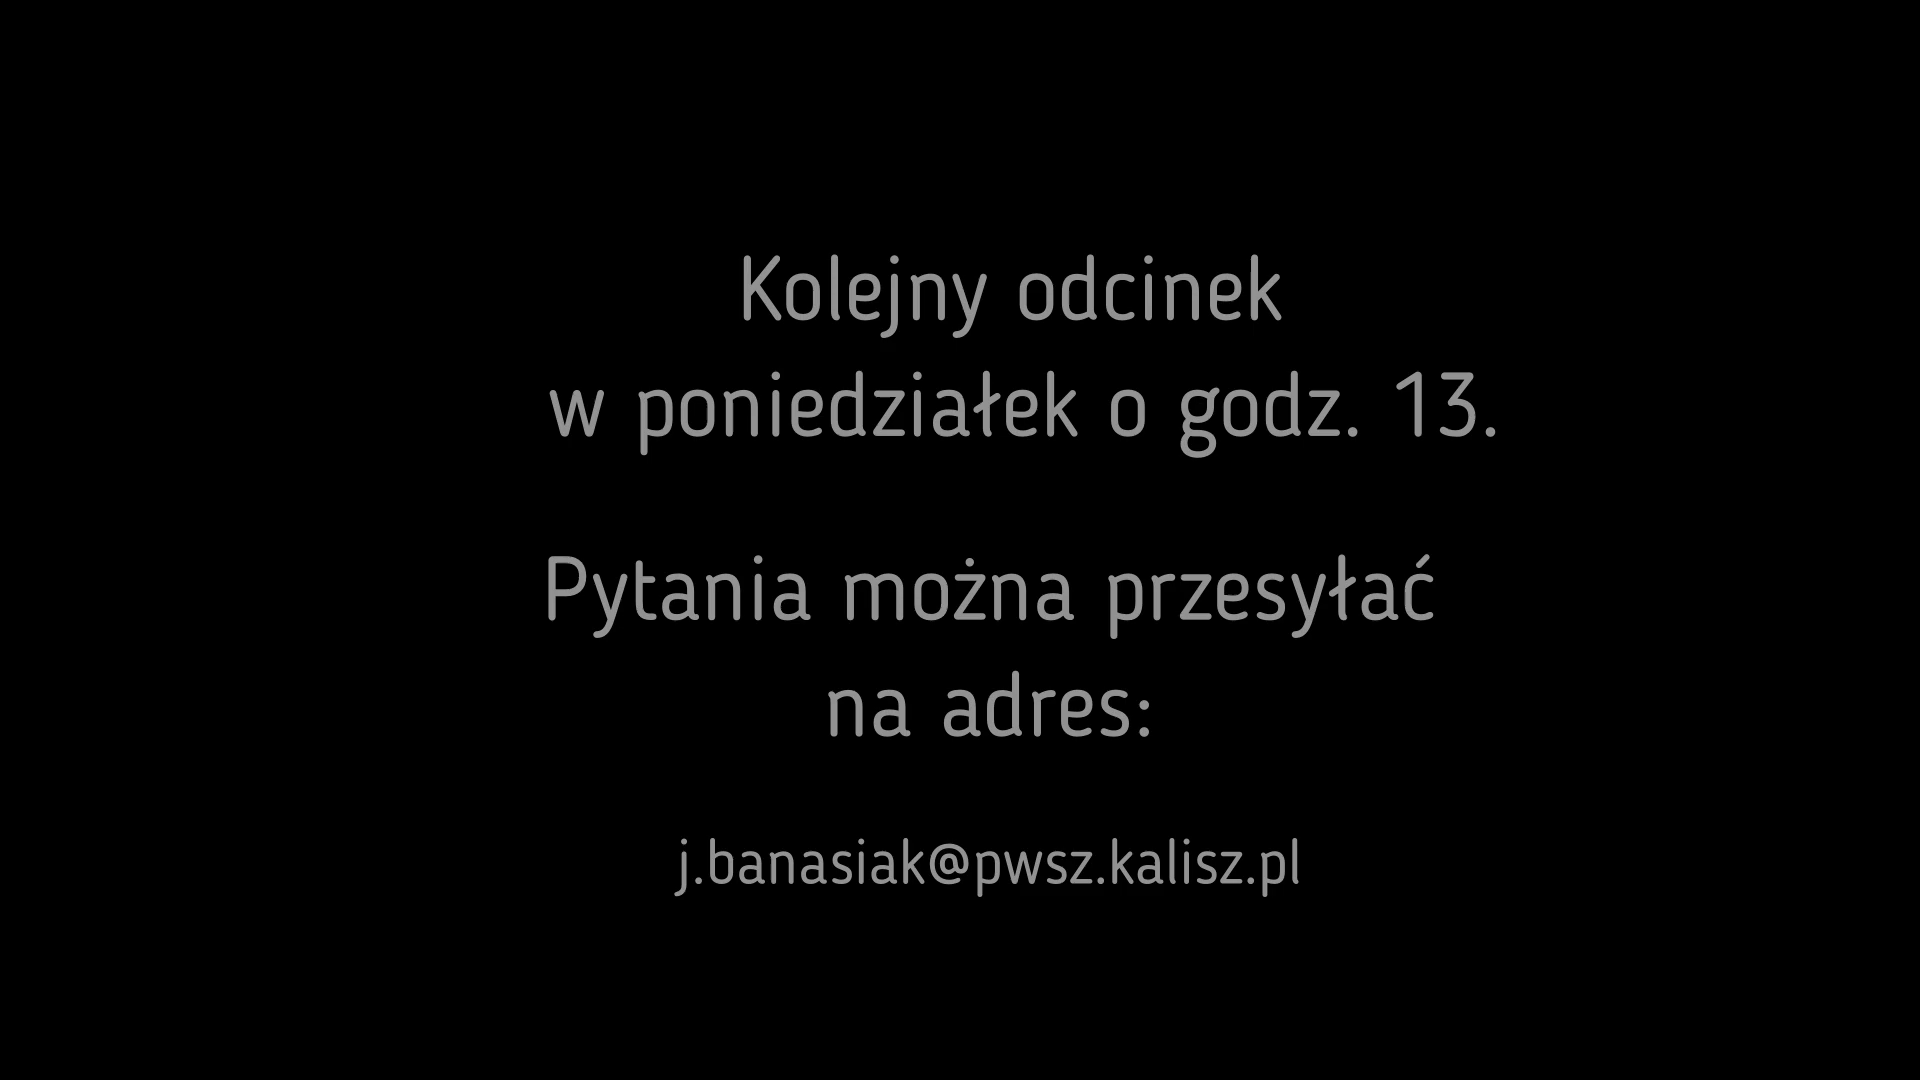 Kolejny odcinek
w poniedziałek o godz. 13.
Pytania można przesyłać
na adres:
j.banasiak@pwsz.kalisz.pl